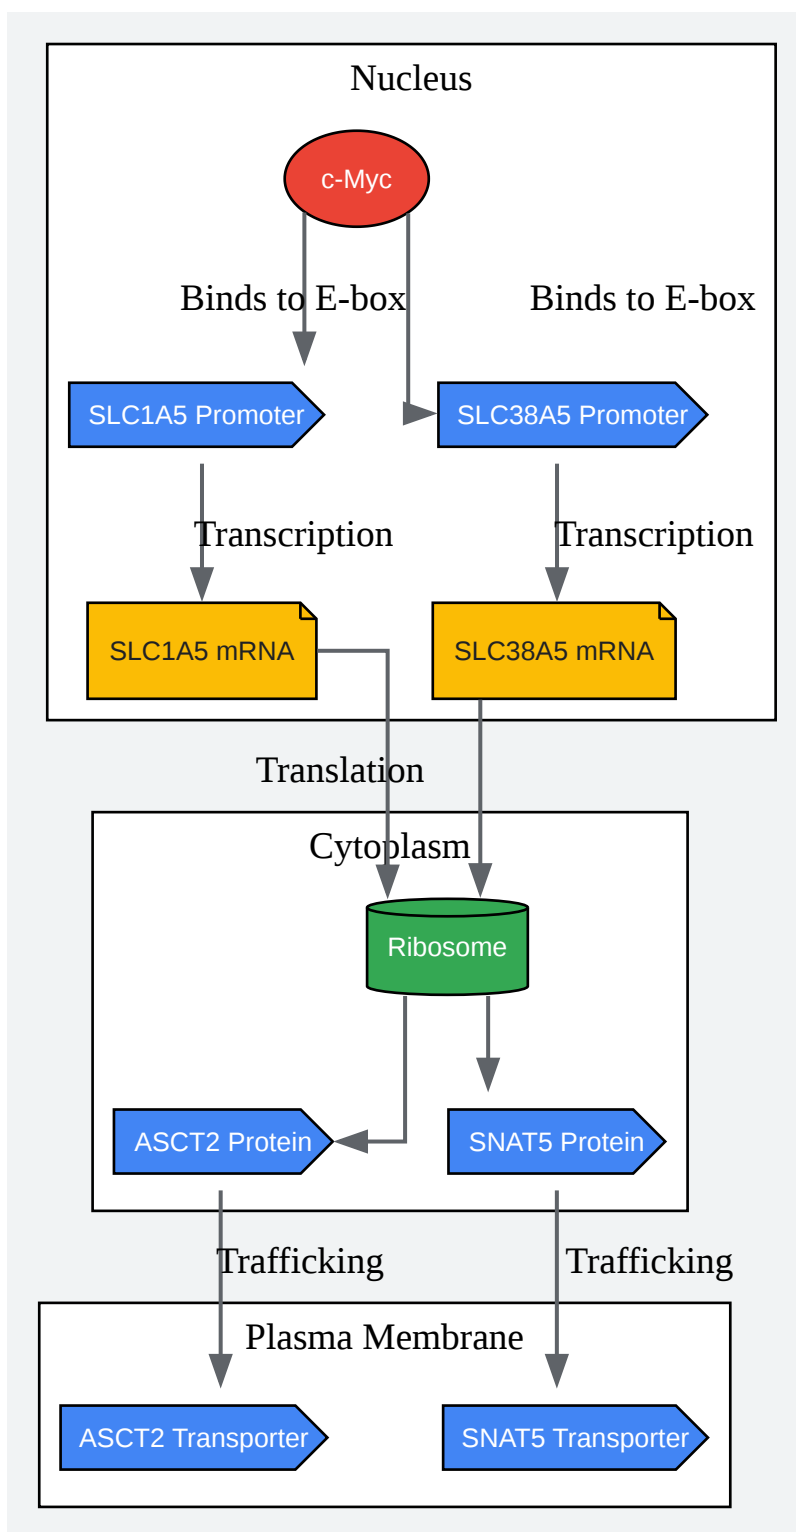 Nucleus
c-Myc
Binds to E-box
Binds to E-box
SLC1A5 Promoter
SLC38A5 Promoter
Transcription
Transcription
SLC1A5 mRNA
SLC38A5 mRNA
Translation
Cytoplasm
Ribosome
ASCT2 Protein
SNAT5 Protein
Trafficking
Trafficking
Plasma Membrane
ASCT2 Transporter
SNAT5 Transporter